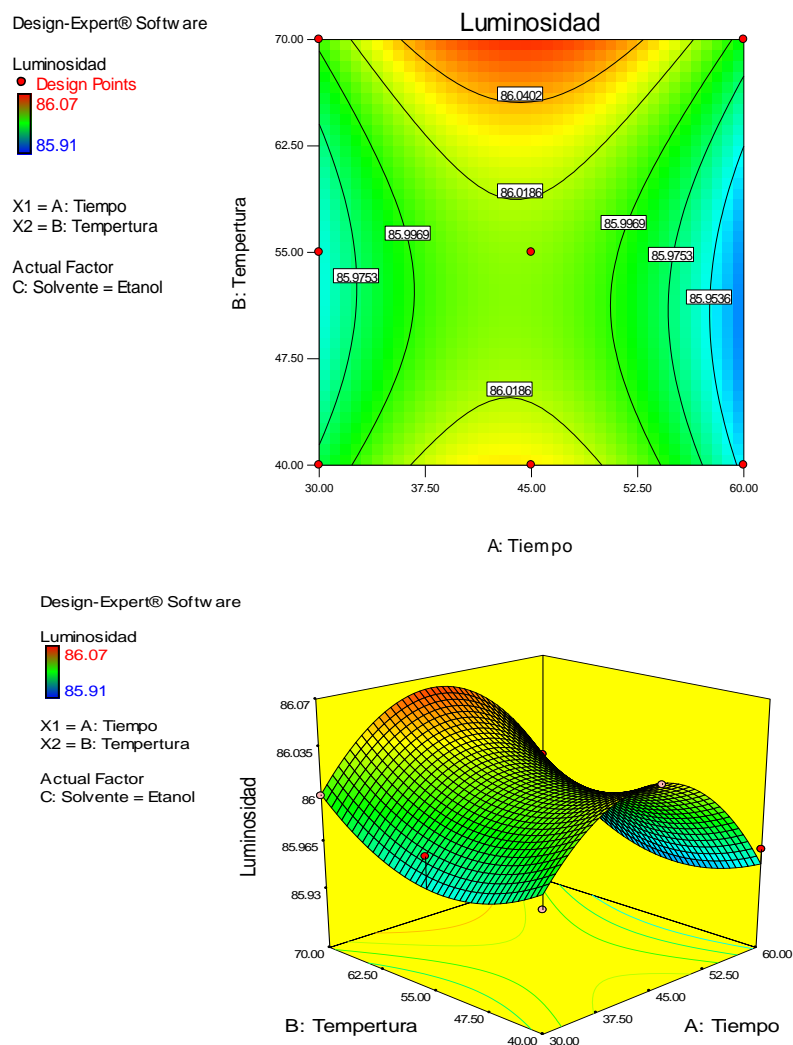 Design-Expert® Software
Luminosidad
Design Points
86.07
85.91
X1 = A: Tiempo
X2 = B: Tempertura
Actual Factor
C: Solvente = Etanol
Luminosidad
70.00
62.50
55.00
47.50
40.00
B: Tempertura
86.0402
86.0186
85.9969
85.9969
85.9753
85.9753
85.9536
86.0186
30.00
37.50
45.00
52.50
60.00
A: Tiempo
Design-Expert® Software
Luminosidad
86.07
85.91
X1 = A: Tiempo
X2 = B: Tempertura
Actual Factor
C: Solvente = Etanol
86.07
86.035
86
85.965
85.93
Luminosidad
70.00
62.50
55.00
47.50
40.00
30.00
37.50
45.00
52.50
60.00
B: Tempertura
A: Tiempo